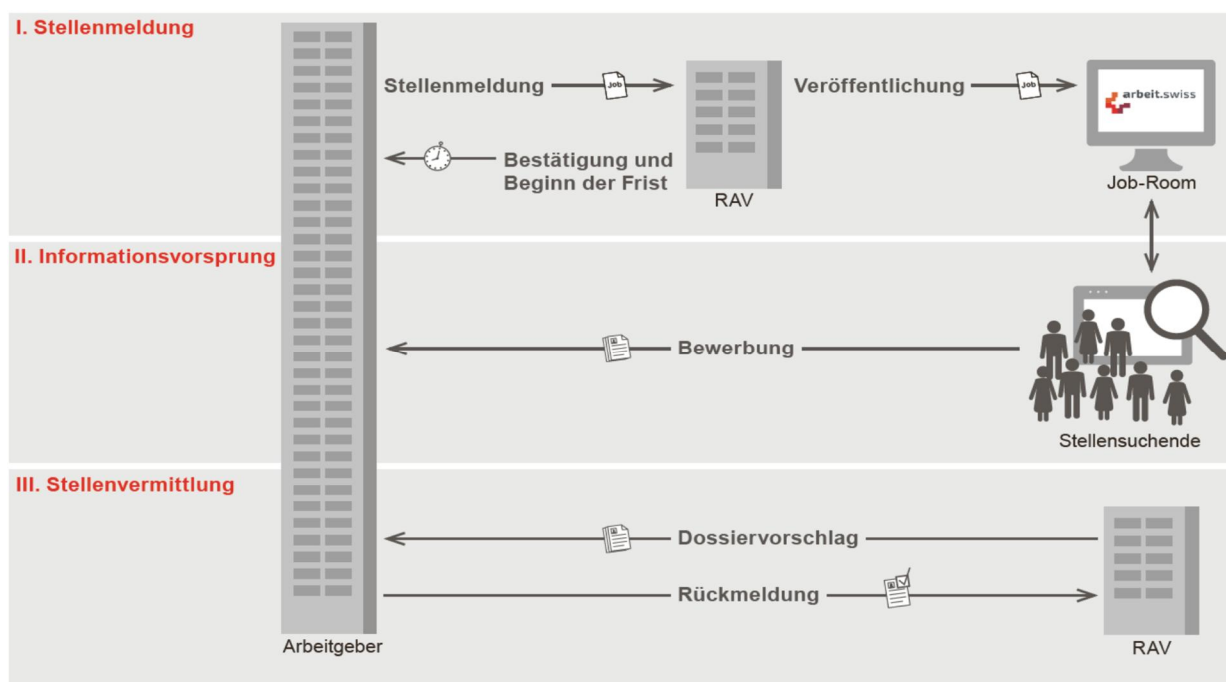 I. Stellenmeldung
Stellenmeldung
Job
Veröffentlichung
Job
arbeit.swiss
Bestätigung und
Beginn der Frist
RAV
Job-Room
II. Informationsvorsprung
Bewerbung
Stellensuchende
III. Stellenvermittlung
Dossiervorschlag
Rückmeldung
Arbeitgeber
RAV